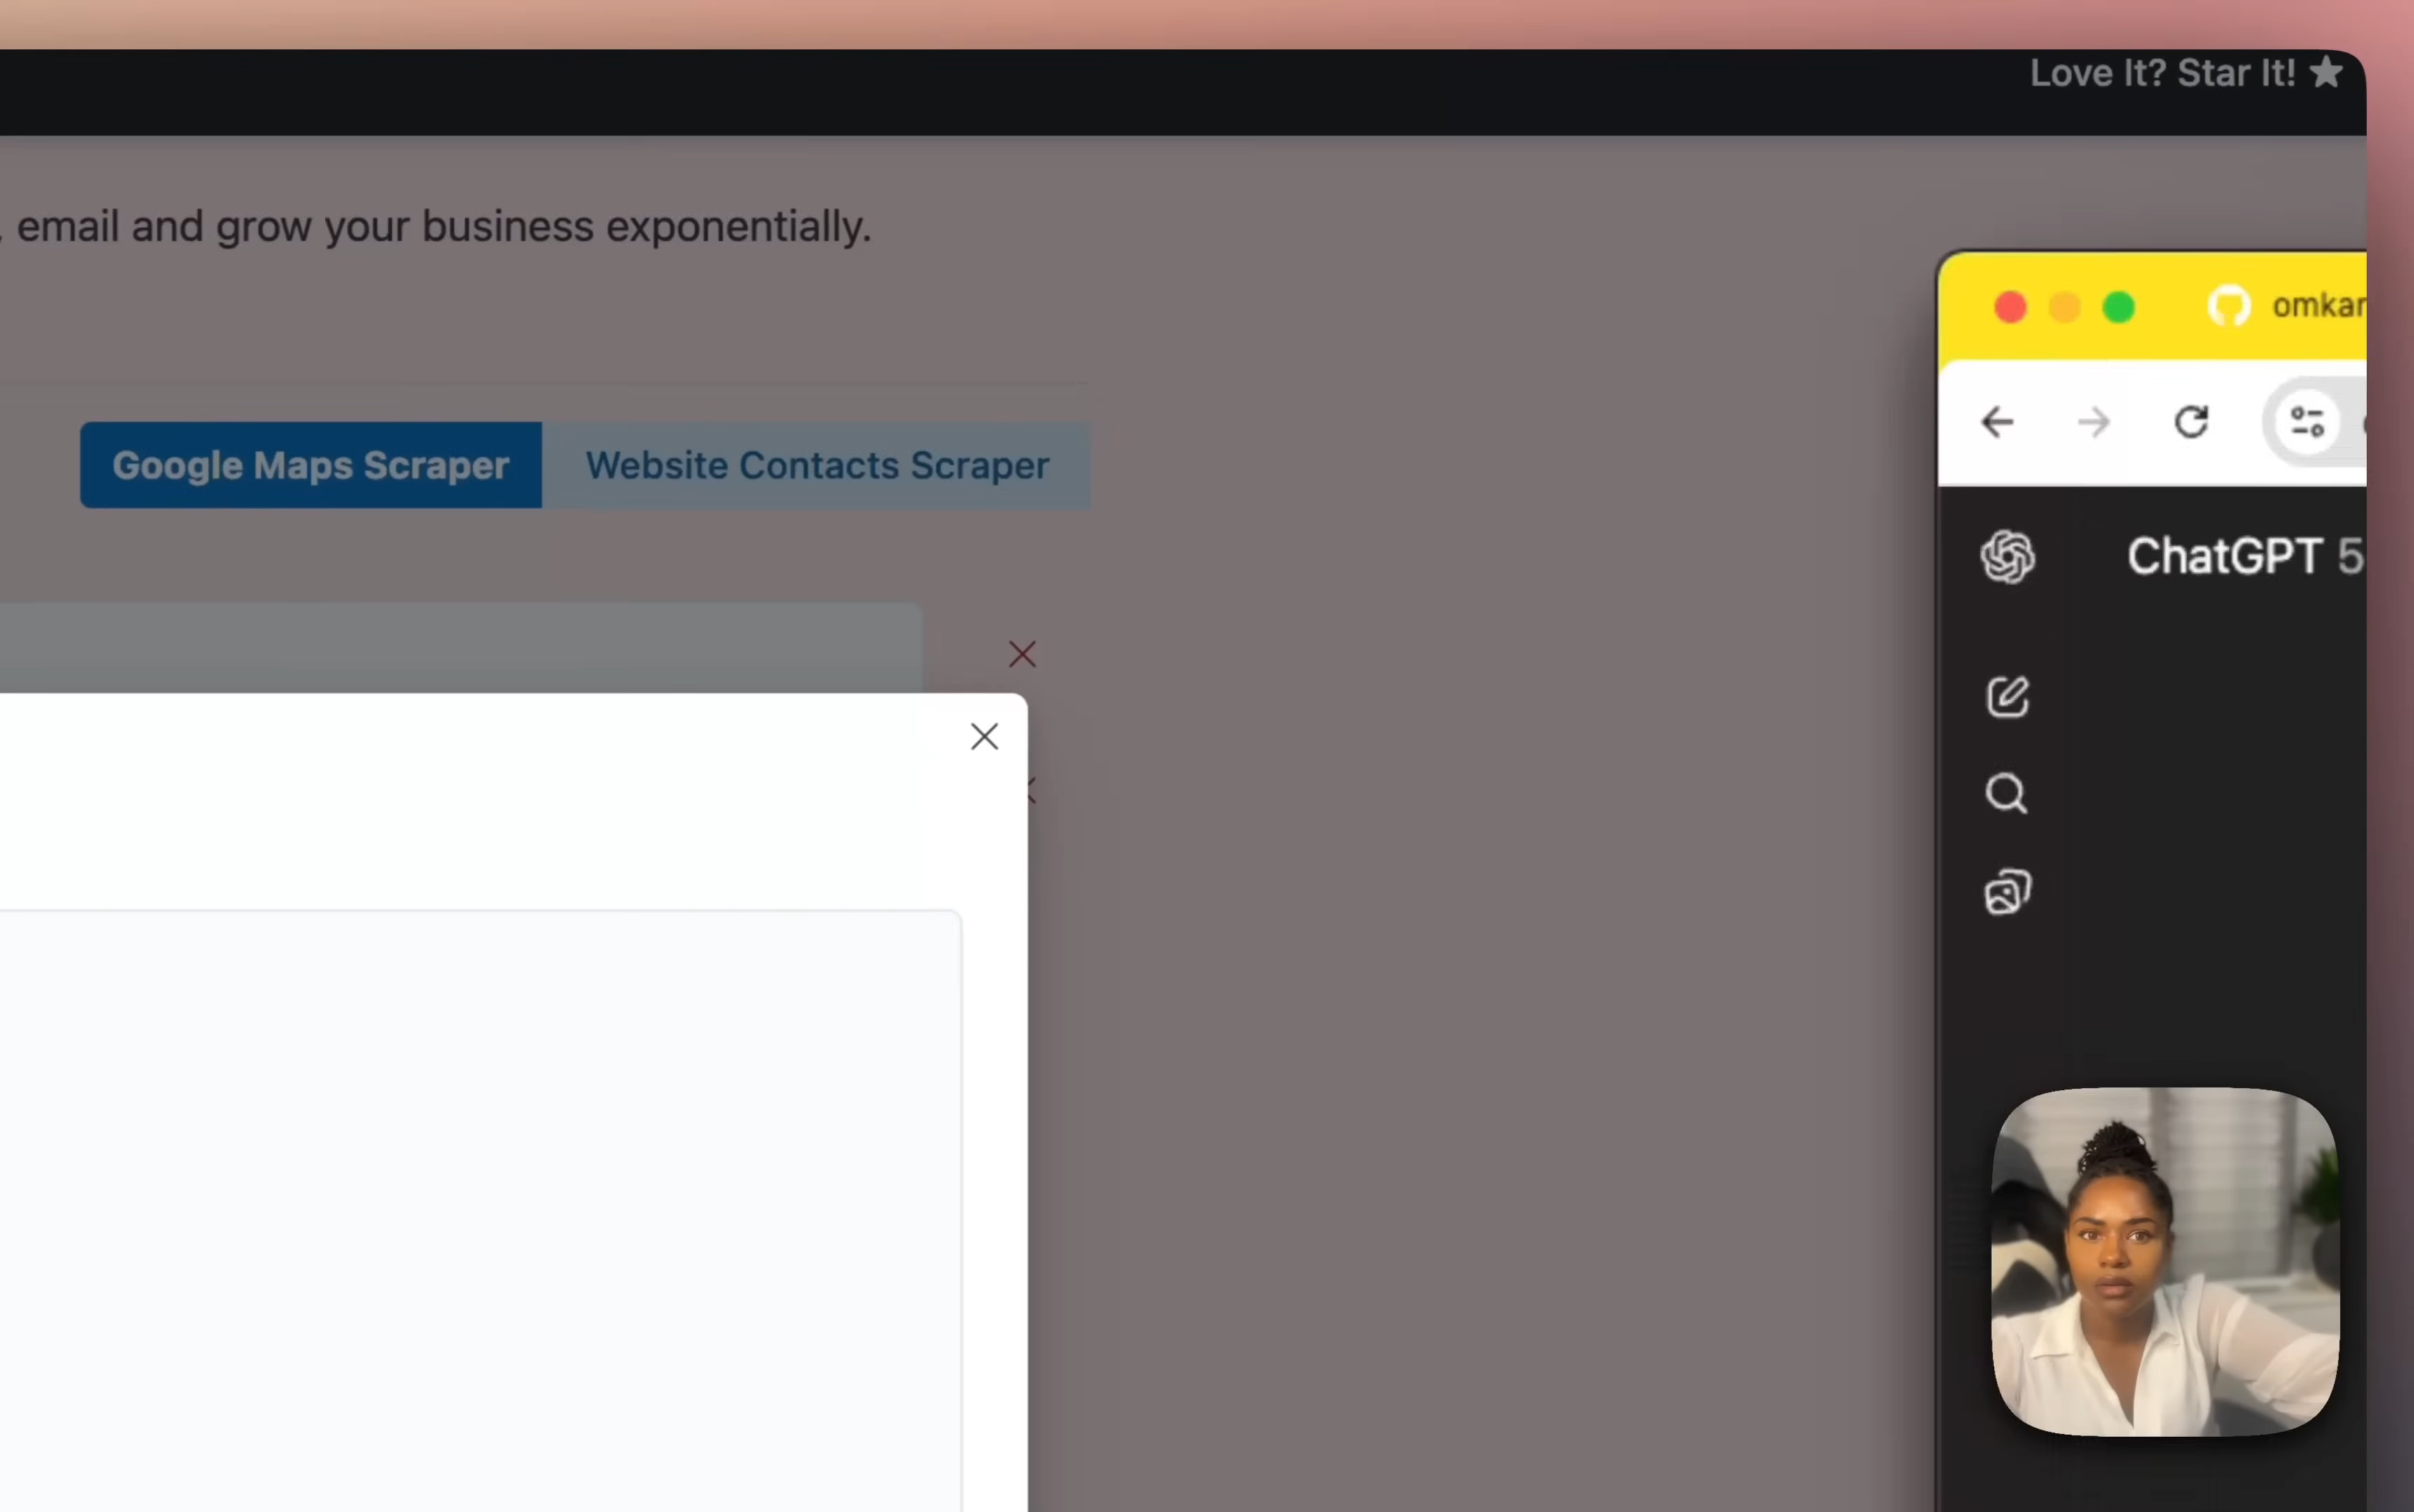 Love It? Star It!
email and grow your business exponentially.
omkar
Google Maps Scraper
Website Contacts Scraper
ChatGPT 5